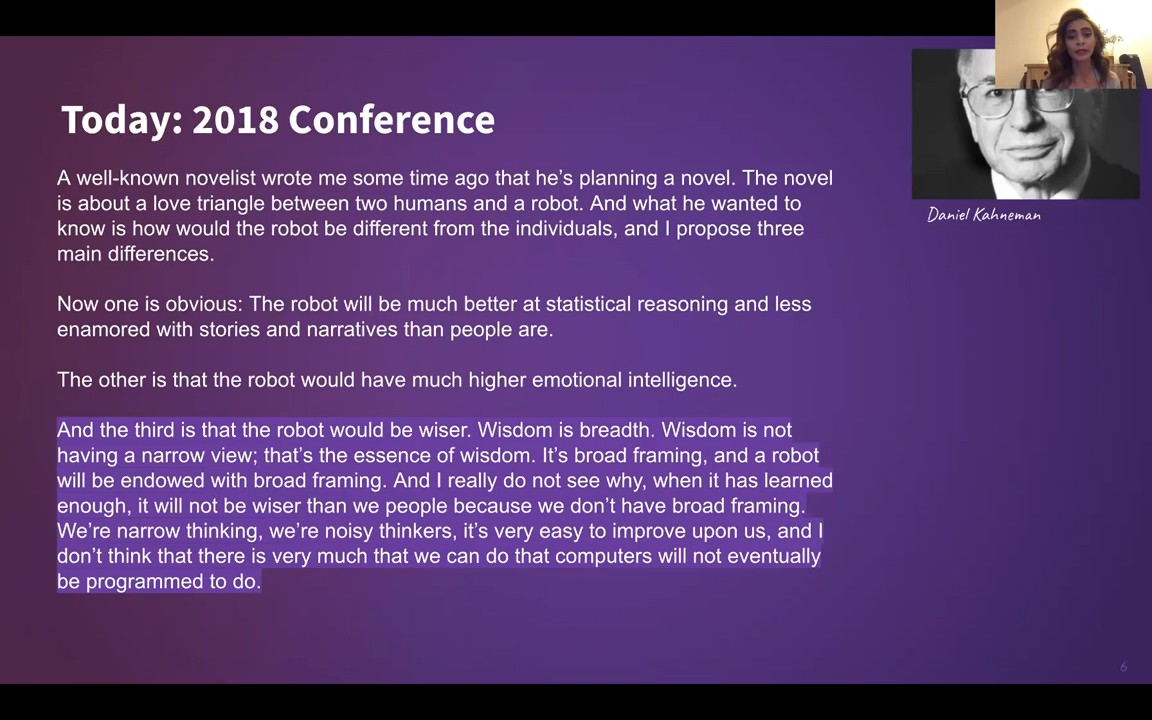 Today: 2018 Conference
A well-known novelist wrote me some time ago that he's planning a novel. The novel
is about a love triangle between two humans and a robot. And what he wanted to
know is how would the robot be different from the individuals, and I propose three
main differences.
Now one is obvious: The robot will be much better at statistical reasoning and less
enamored with stories and narratives than people are.
The other is that the robot would have much higher emotional intelligence.
And the third is that the robot would be wiser. Wisdom is breadth. Wisdom is not
having a narrow view; that's the essence of wisdom. It's broad framing, and a robot
will be endowed with broad framing. And I really do not see why, when it has learned
enough, it will not be wiser than we people because we don't have broad framing.
We're narrow thinking, we're noisy thinkers, it's very easy to improve upon us, and I
don't think that there is very much that we can do that computers will not eventually
be programmed to do.
Daniel Kahneman
6